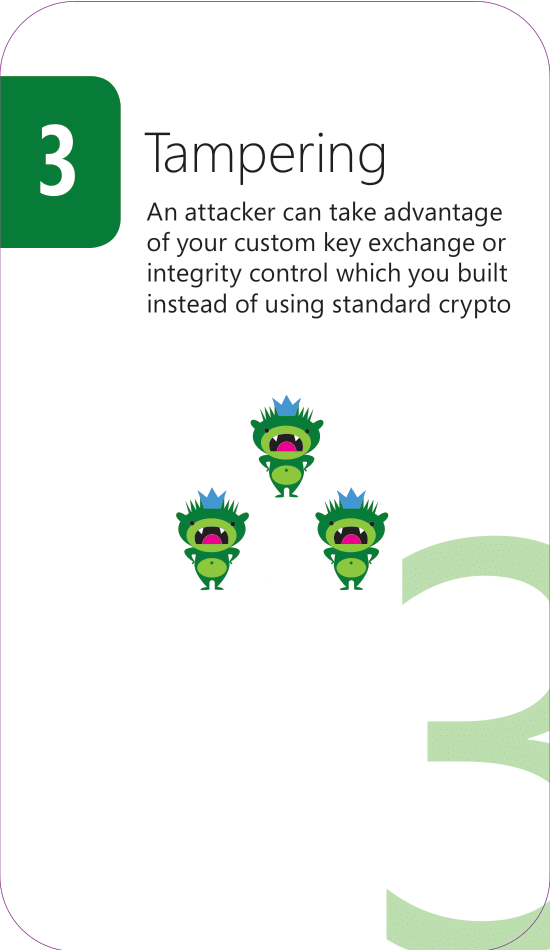 3
Tampering
An attacker can take advantage
of your custom key exchange or
integrity control which you built
instead of using standard crypto
3